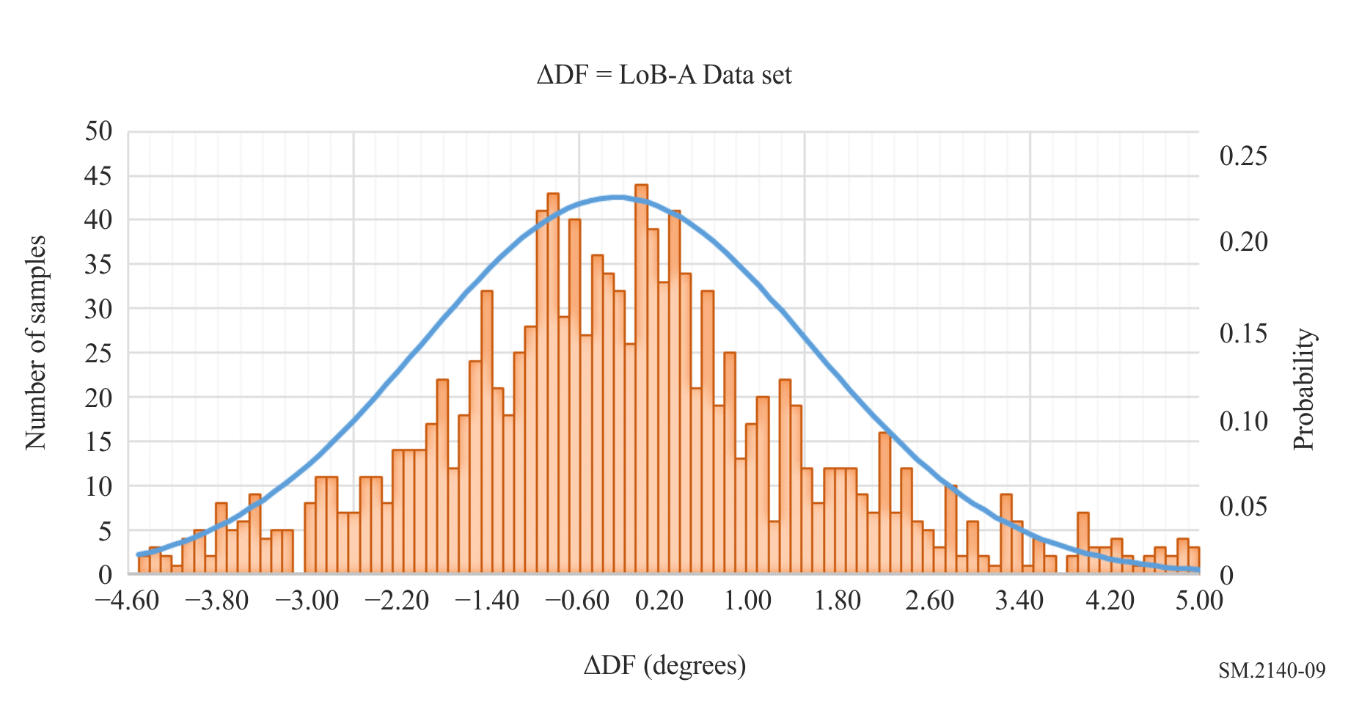 ΔDF = LoB-A Data set
50
45
40
35
30
25
20
15
10
5
0
Number of samples
0.25
0.20
0.15
0.10
0.05
0
Probability
−4.60 −3.80 −3.00 −2.20 −1.40 −0.60 0.20 1.00 1.80 2.60 3.40 4.20 5.00
ΔDF (degrees)
SM.2140-09